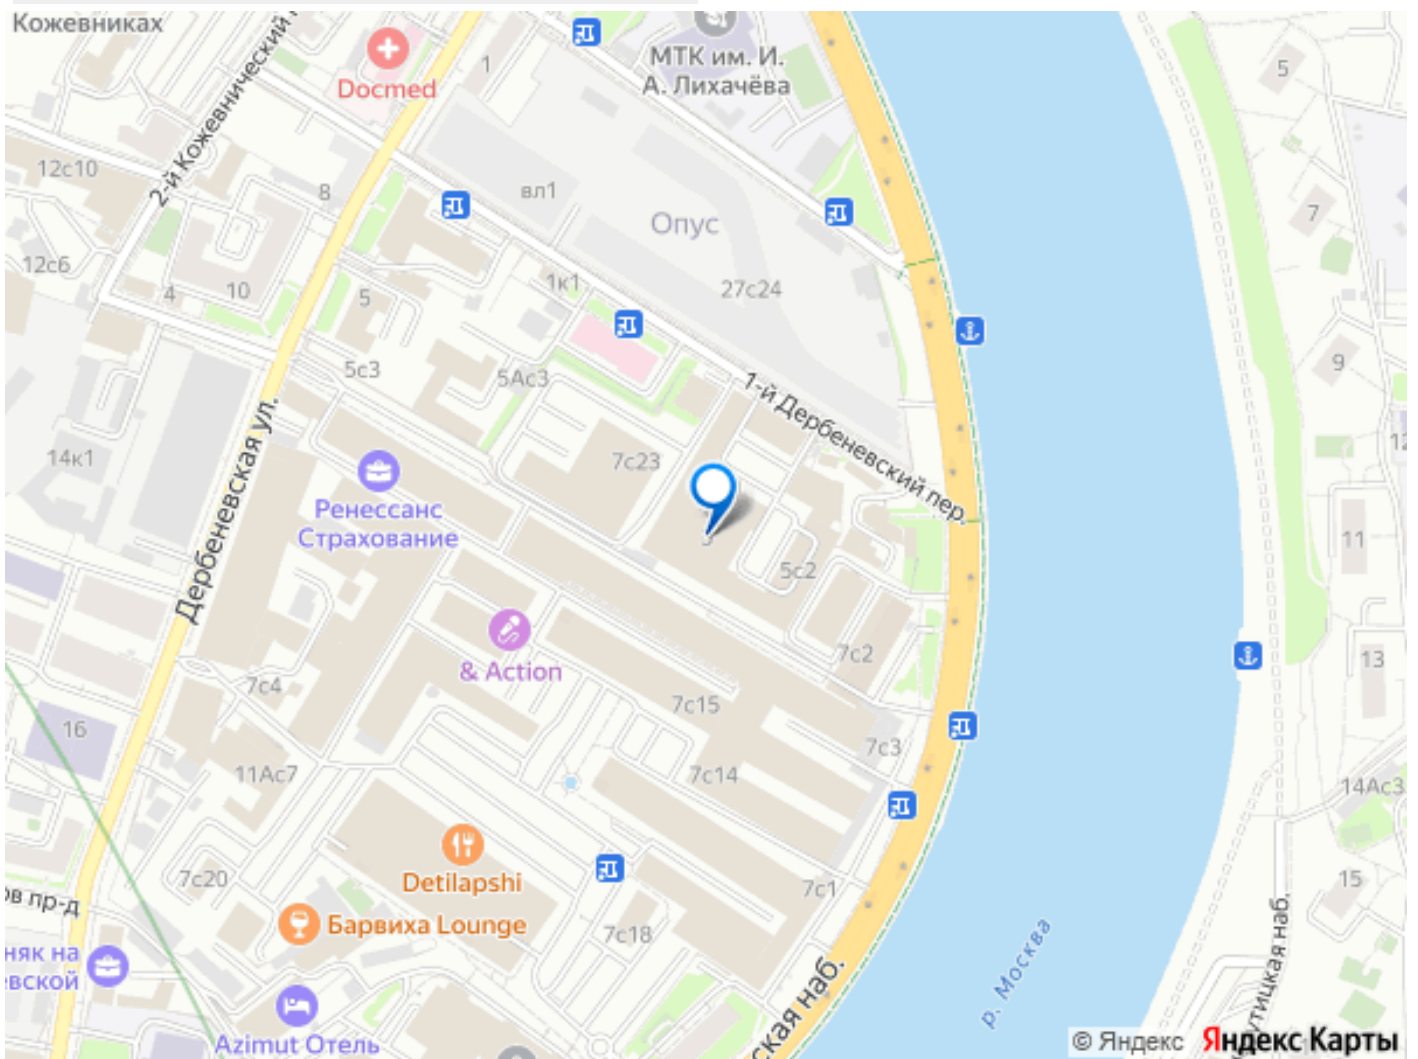 Кожевниках
Docmed
1
МТК им. И.
А. Лихачёва
5
2-й Кожевнический
12с10
8
вл1
Опус
7
12с6
4
10
5
1к1
27с24
9
5с3
5Ас3
1-й Дербеневский пер.
14к1
Дербеневская ул.
7с23
Ренессанс
Страхование
5с2
11
12
& Action
7с2
13
7с4
7с15
16
7с3
11Ас7
7с14
14Ас3
Detilapshi
7с20
7с1
15
ов пр-д
Барвиха Lounge
7с18
няк на
евской
р. Москва
утицкая наб.
ская наб.
Azimut Отель
© Яндекс Яндекс Карты